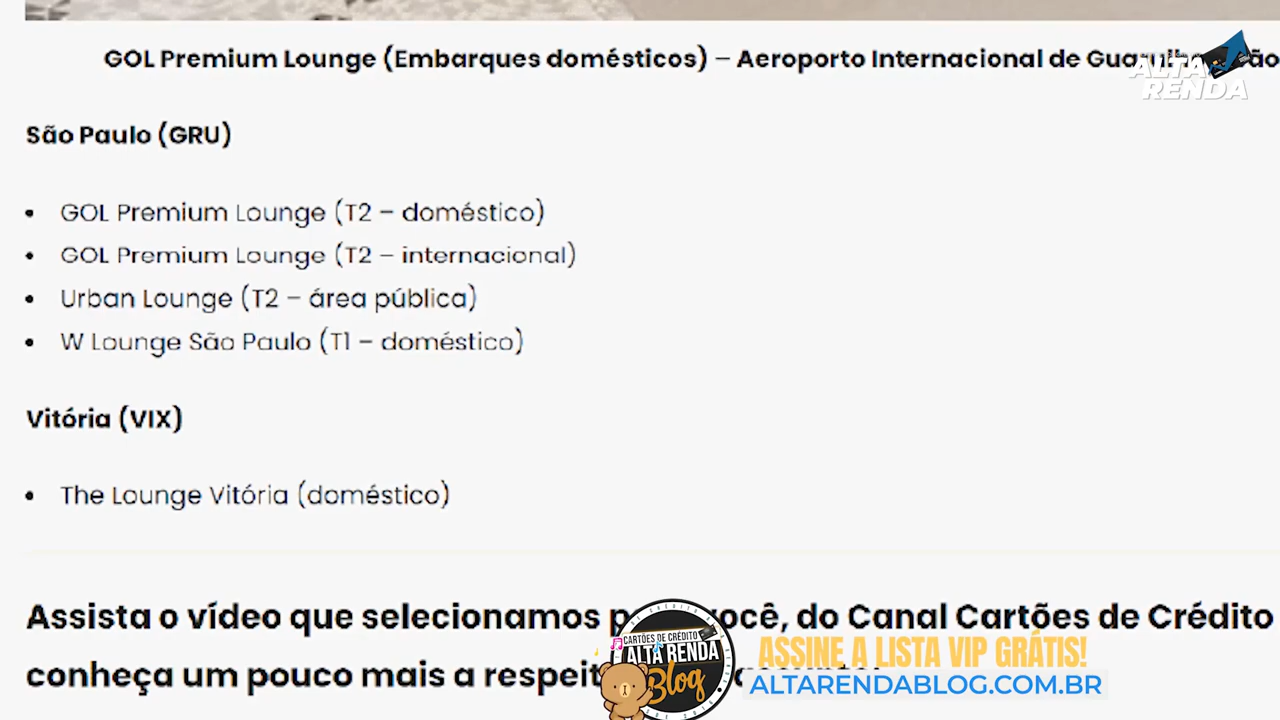 GOL Premium Lounge (Embarques domésticos) – Aeroporto Internacional de
ALTA
RENDA
São Paulo (GRU)
• GOL Premium Lounge (T2 – doméstico)
• GOL Premium Lounge (T2 – internacional)
• Urban Lounge (T2 – área pública)
• W Lounge São Paulo (T1 – doméstico)
Vitória (VIX)
• The Lounge Vitória (doméstico)
Assista o vídeo que selecionamos do Canal Cartões de Crédito
conheça um pouco mais a
CARTÕES DE CRÉDITO
ALTA RENDA
Blog
ASSINE A LISTA VIP GRÁTIS!
ALTARENDABLOG.COM.BR